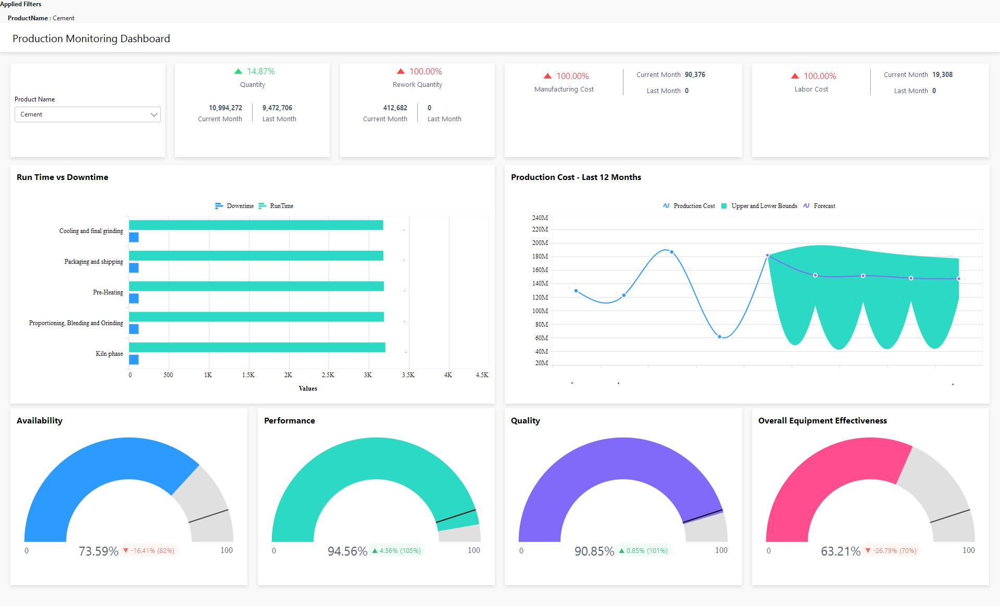 Applied Filters
ProductName : Cement
Production Monitoring Dashboard
Product Name
Cement
14.87%
Quantity
10,994,272
Current Month
9,472,706
Last Month
100.00%
Rework Quantity
412,682
Current Month
0
Last Month
100.00%
Manufacturing Cost
Current Month 90,376
Last Month 0
100.00%
Labor Cost
Current Month 19,308
Last Month 0
Run Time vs Downtime
Downtime RunTime
Cooling and final grinding
Packaging and shipping
Pre-Heating
Proportioning, Blending and Grinding
Kiln phase
0 500 1K 1.5K 2K 2.5K 3K 3.5K 4K 4.5K
Values
Production Cost - Last 12 Months
Production Cost Upper and Lower Bounds Forecast
240M
220M
200M
180M
160M
140M
120M
100M
80M
60M
40M
20M
Availability
0 73.59% -16.41% (82%) 100
Performance
0 94.56% 4.56% (105%) 100
Quality
0 90.85% 0.85% (101%) 100
Overall Equipment Effectiveness
0 63.21% -26.79% (70%) 100